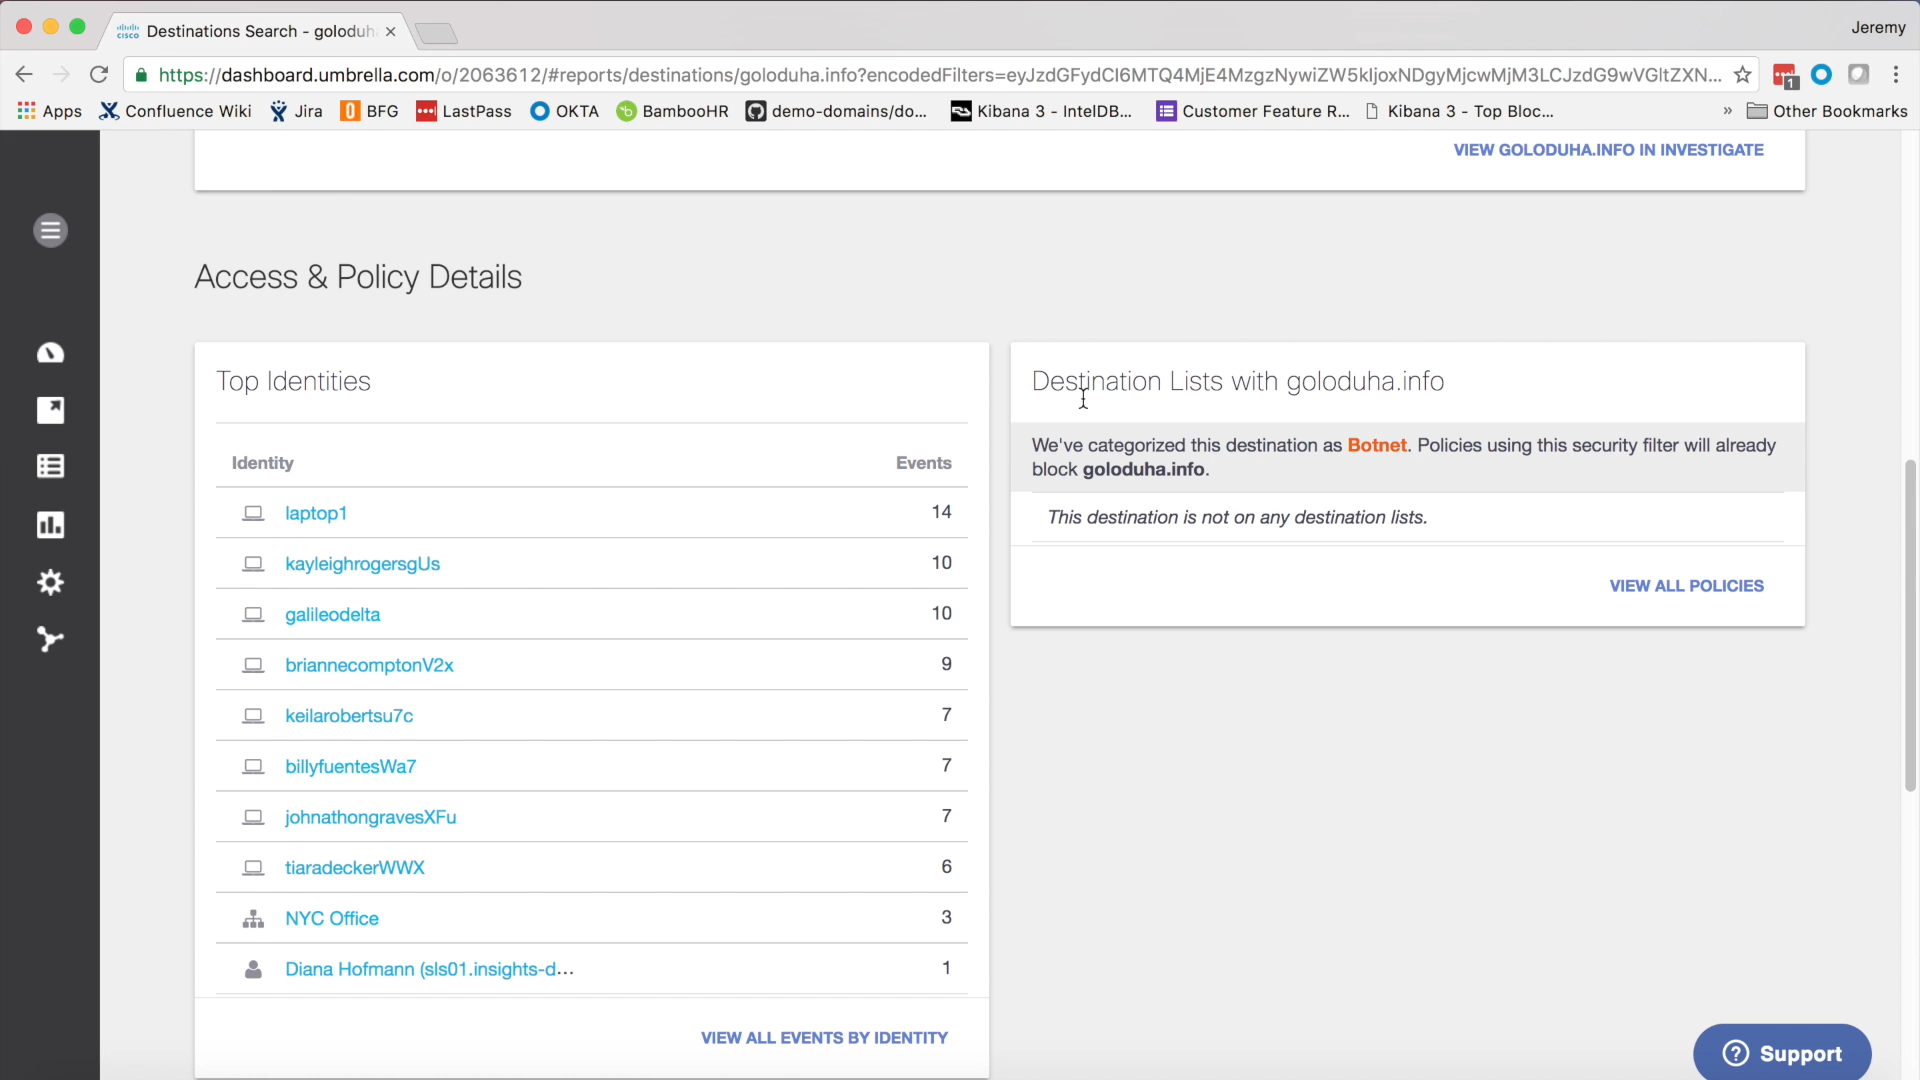 Destinations Search - goloduh
Jeremy
https://dashboard.umbrella.com/o/2063612/#reports/destinations/goloduha.info?encodedFilters=eyJzdGFydCI6MTQ4MjE4MzgzNywiZW5kIjoxNDgyMjcwMjM3LCJzdG9wVGltZXN...
1
Apps Confluence Wiki Jira BFG LastPass OKTA BambooHR demo-domains/do... Kibana 3 - IntelDB... Customer Feature R... Kibana 3 - Top Bloc... » Other Bookmarks
VIEW GOLODUHA.INFO IN INVESTIGATE
Access & Policy Details
Top Identities
Identity Events
laptop1 14
kayleighrogersgUs 10
galileodelta 10
briannecomptonV2x 9
keilarobertsu7c 7
billyfuentesWa7 7
johnathongravesXFu 7
tiaradeckerWWX 6
NYC Office 3
Diana Hofmann (sls01.insights-d... 1
VIEW ALL EVENTS BY IDENTITY
Destination Lists with goloduha.info
We've categorized this destination as Botnet. Policies using this security filter will already
block goloduha.info.
This destination is not on any destination lists.
VIEW ALL POLICIES
Support